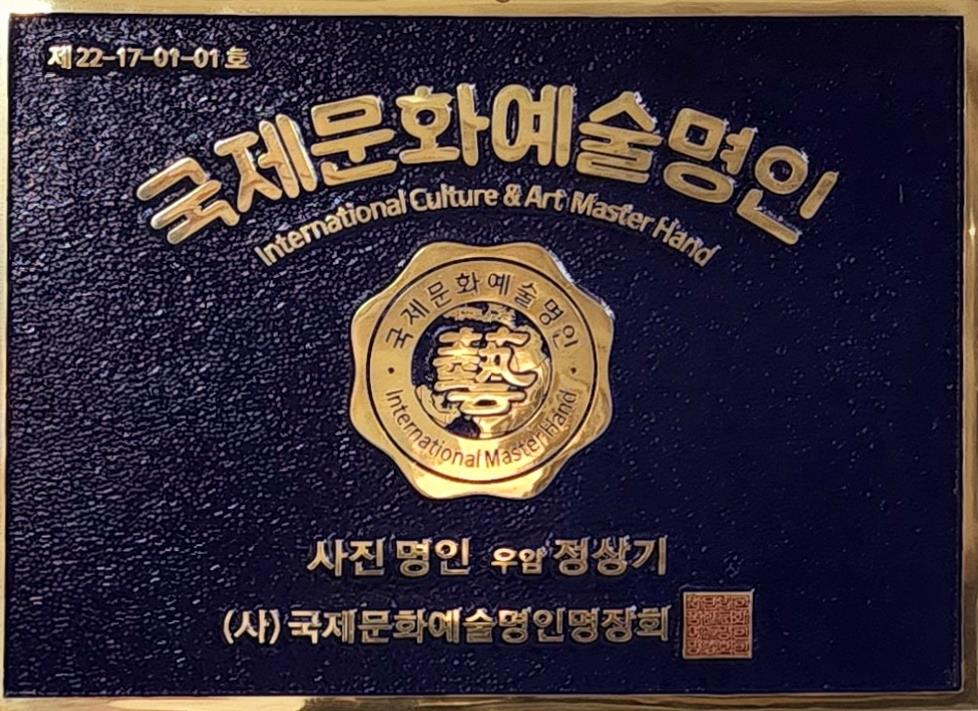 제22-17-01-01호
국제문화예술명인
International Culture & Art Master Hand
국제문화예술명인
藝
International Master Hand
사진 명인 우암 정상기
(사)국제문화예술명인명장회